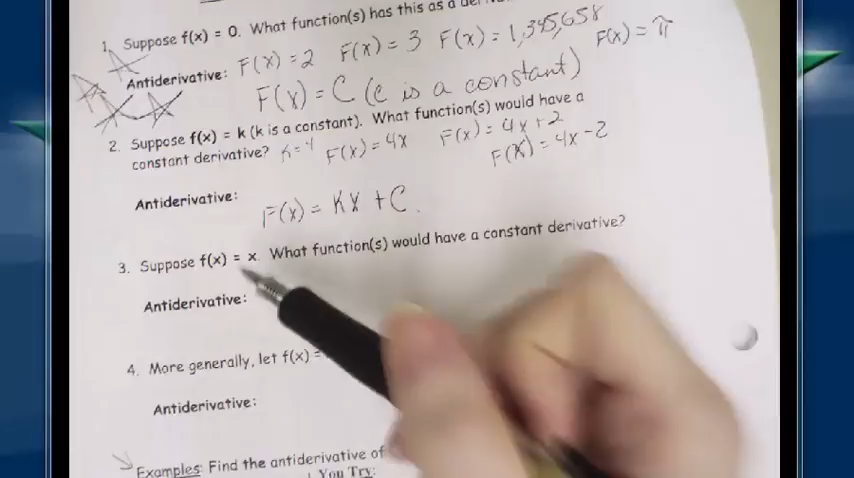 1. Suppose f(x) = 0. What function(s) has this as a
Antiderivative: F(x) = 2 F(x) = 3 F(x) = 1,345,658 F(x) = π
F(x) = C (c is a constant)
2. Suppose f(x) = k (k is a constant). What function(s) would have a
constant derivative? K=4 F(x) = 4x F(x) = 4x+2
F(x) = 4x-2
Antiderivative: F(x) = Kx + C
3. Suppose f(x) = x. What function(s) would have a constant derivative?
Antiderivative:
4. More generally, let f(x) =
Antiderivative:
Examples: Find the antiderivative of
You Try: